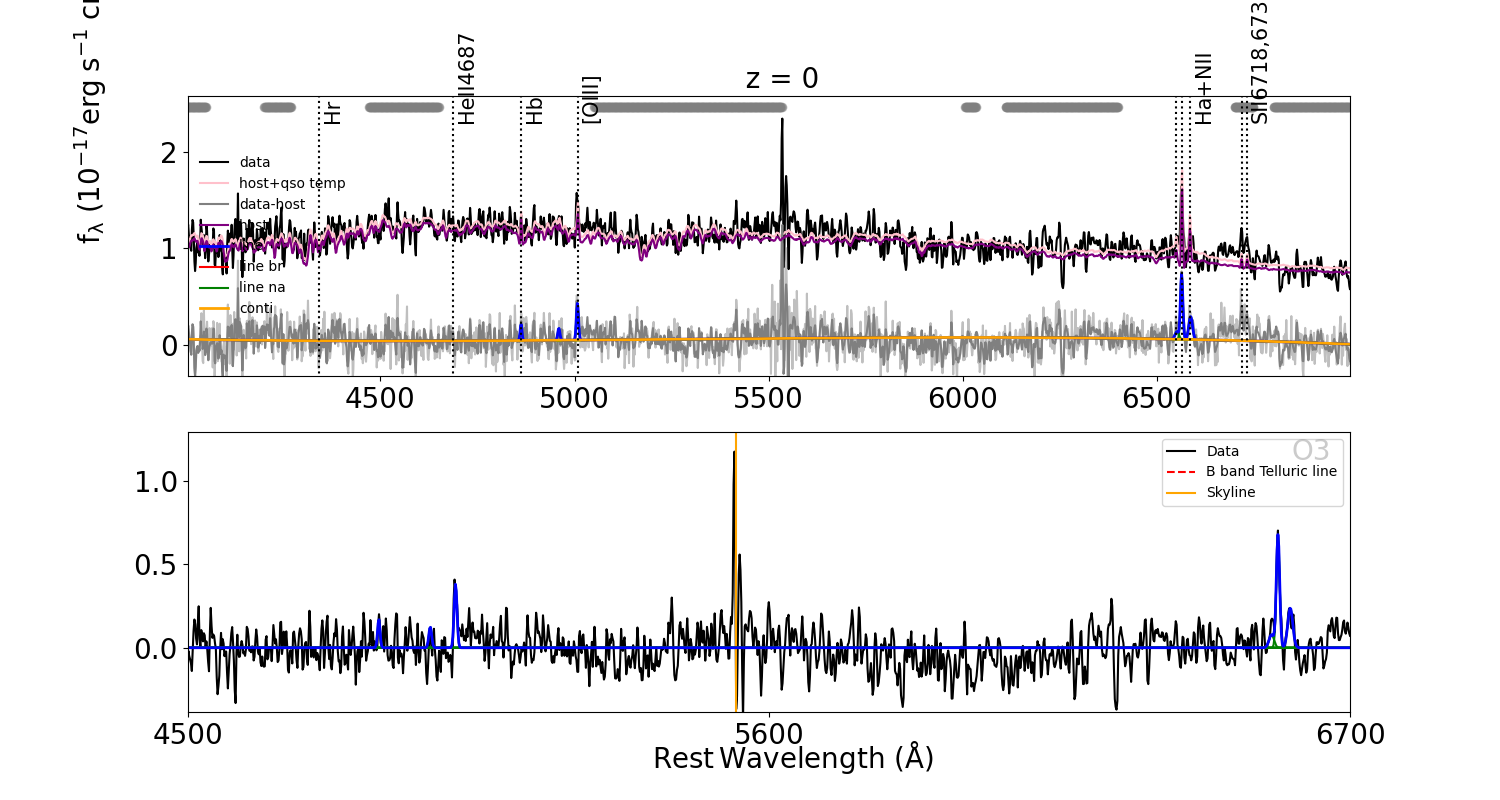 f_λ (10^−17 erg s^−1 c
z = 0
Hr
HeII4687
Hb
[OIII]
Ha+NII
SII6718,673
2
1
0
data
host+qso temp
data-host
line br
line na
conti
4500
5000
5500
6000
6500
O3
Data
B band Telluric line
Skyline
1.0
0.5
0.0
4500
5600
6700
Rest Wavelength (Å)